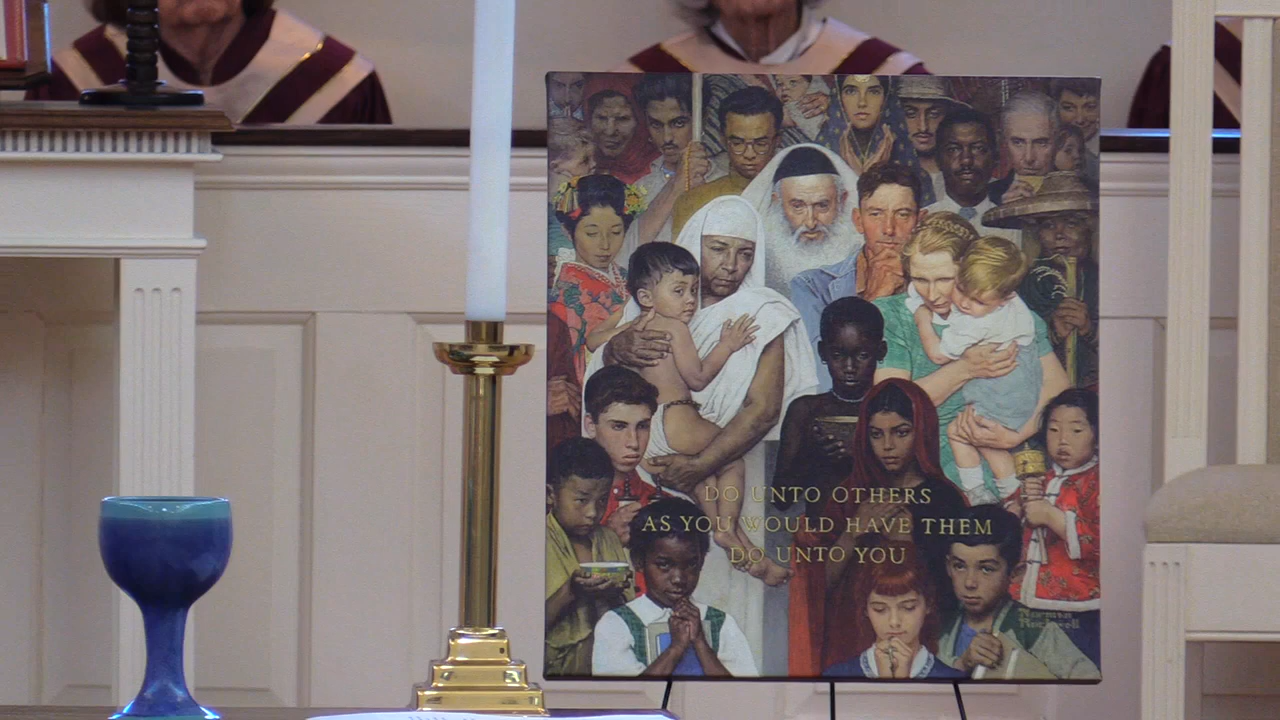 DO UNTO OTHERS
AS YOU WOULD HAVE THEM
DO UNTO YOU
Norman
Rockwell